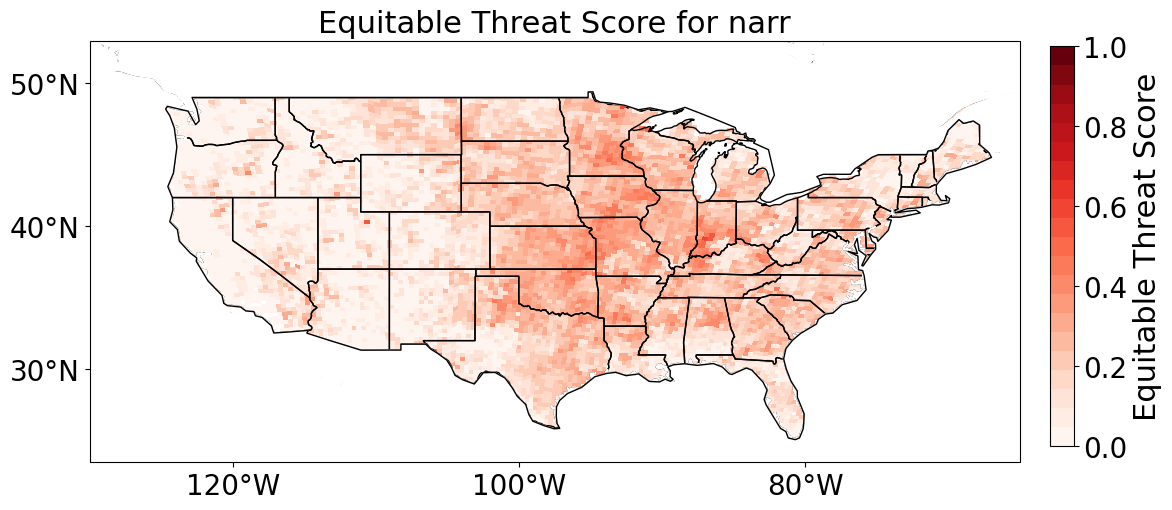 Equitable Threat Score for narr
50°N
40°N
30°N
120°W
100°W
80°W
1.0
0.8
0.6
0.4
0.2
0.0
Equitable Threat Score